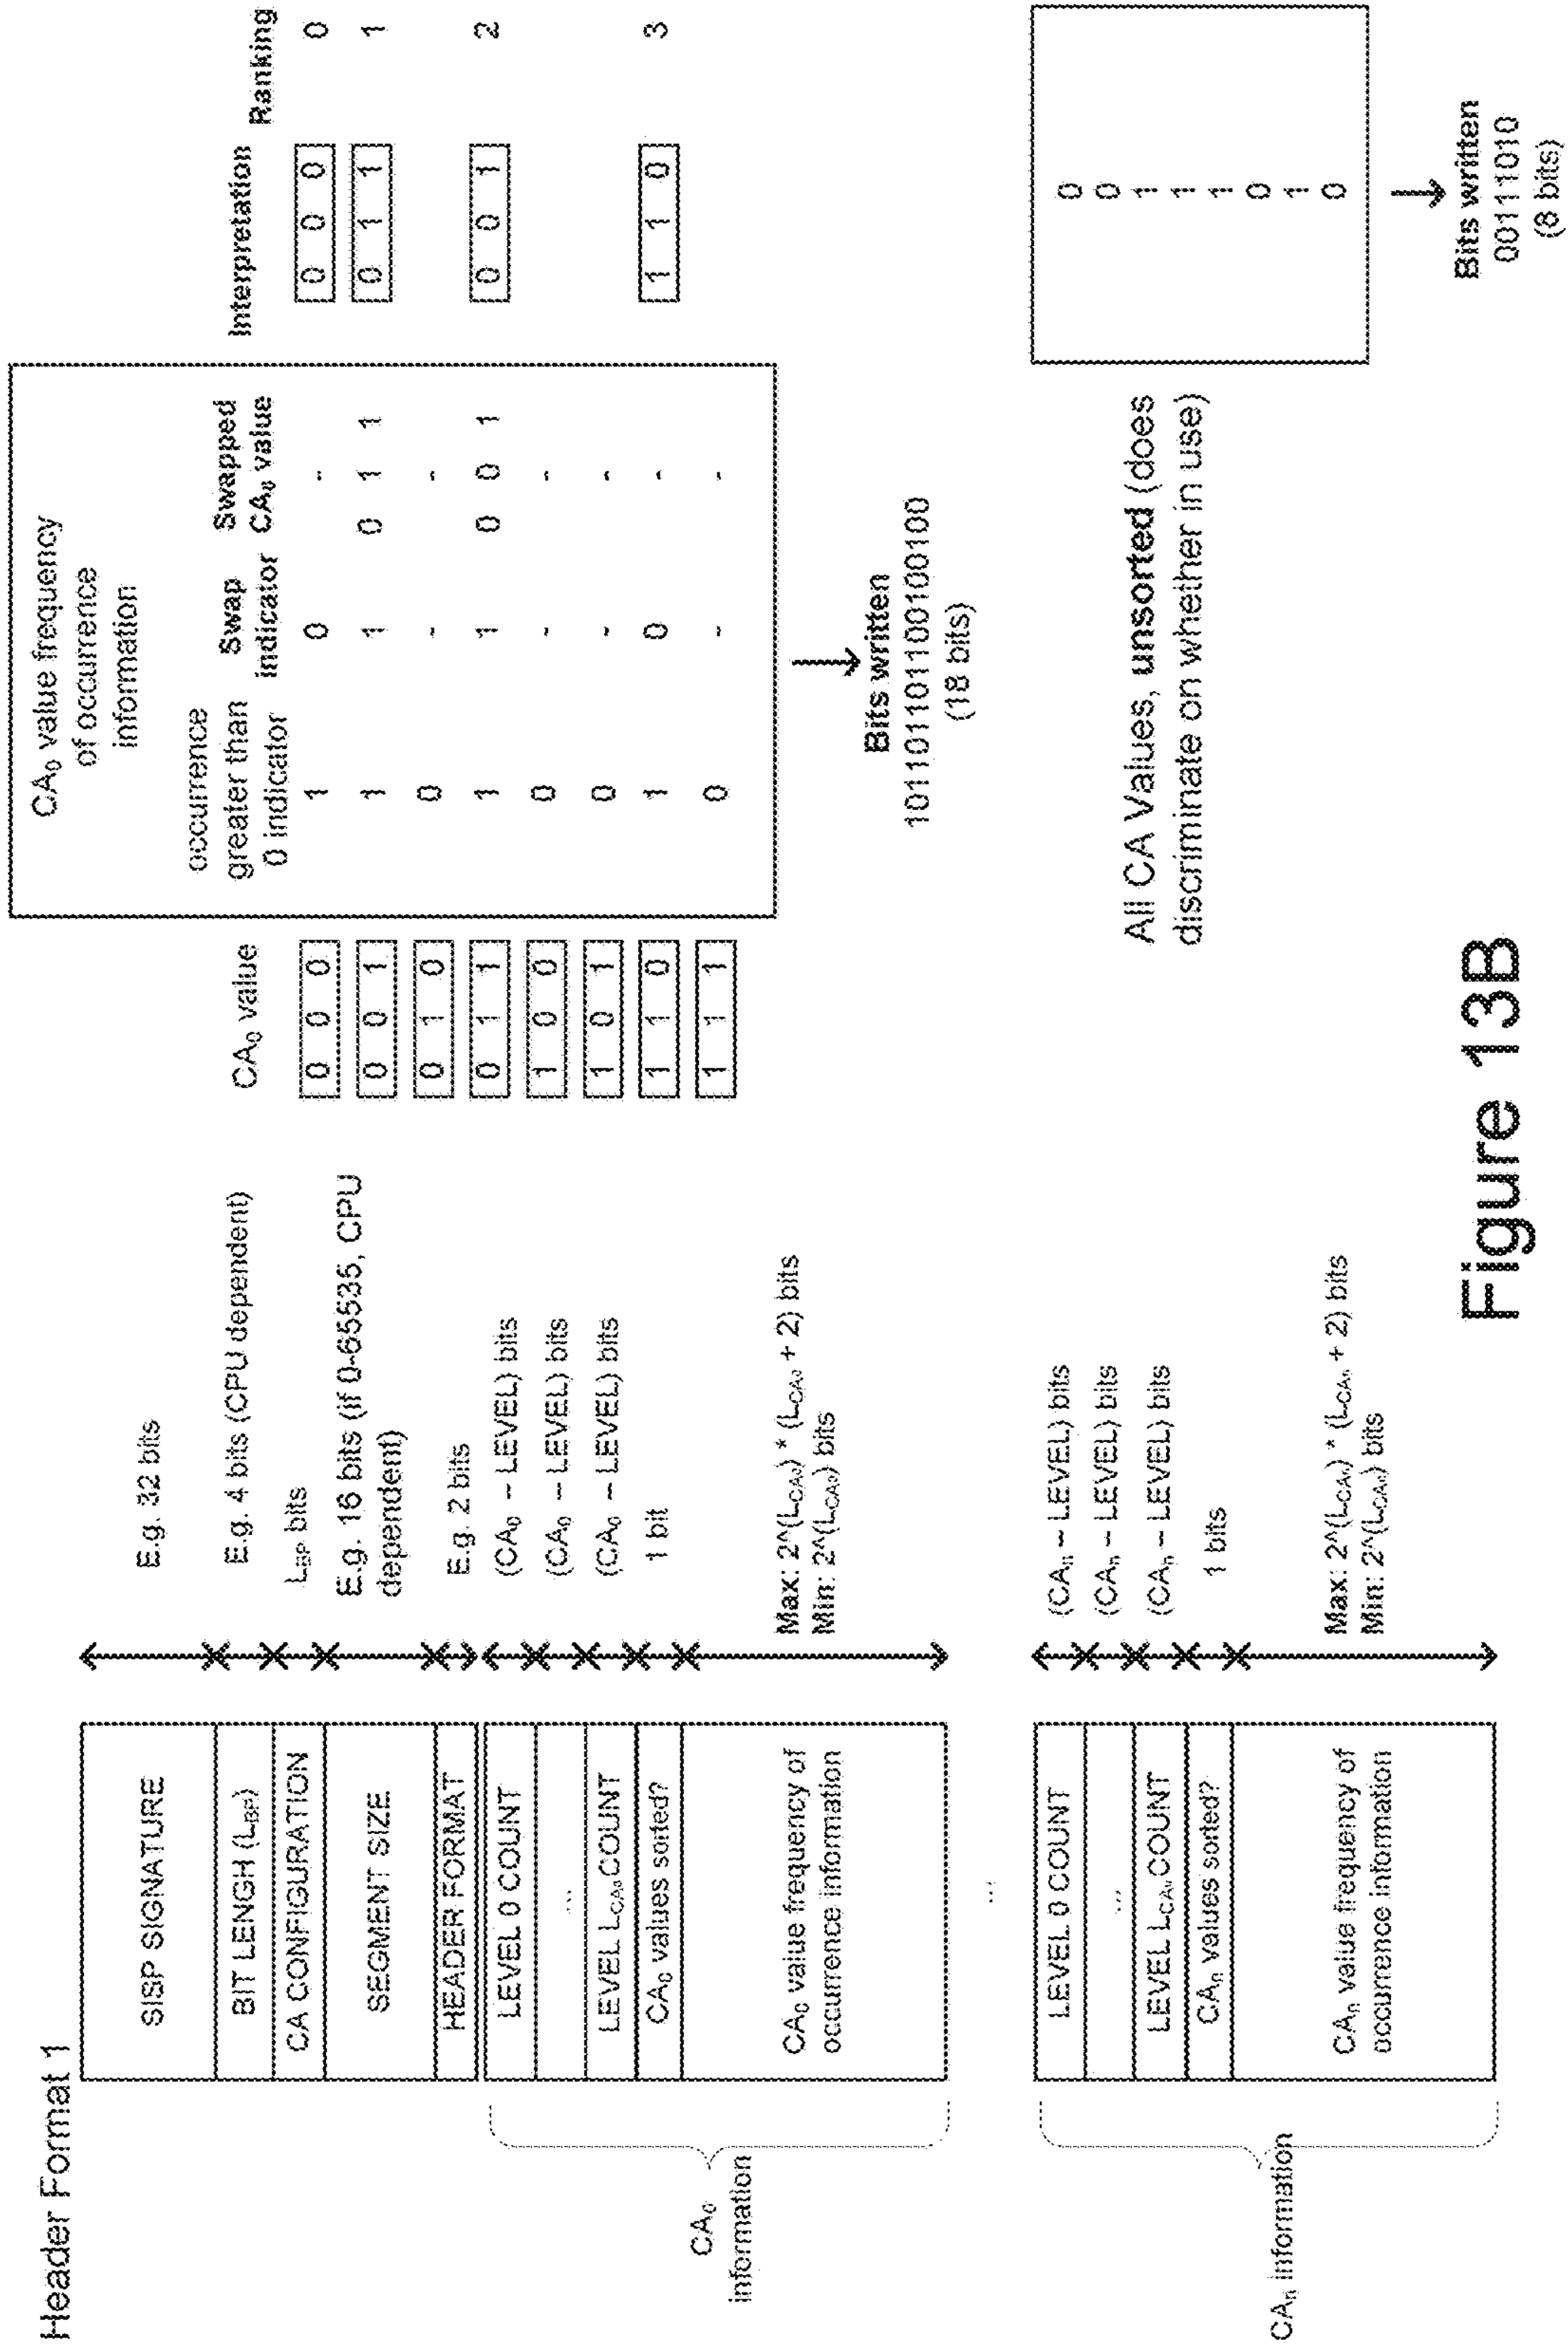 Header Format 1
SISP SIGNATURE
E.g. 32 bits
BIT LENGH (L_BP)
E.g. 4 bits (CPU dependent)
CA CONFIGURATION
L_BP bits
SEGMENT SIZE
E.g. 16 bits (if 0-65535, CPU
dependent)
HEADER FORMAT
E.g. 2 bits
LEVEL 0 COUNT
(CA₀ – LEVEL) bits
...
(CA₀ – LEVEL) bits
LEVEL L_CA₀ COUNT
(CA₀ – LEVEL) bits
CA₀ values sorted?
1 bit
CA₀ value frequency of
occurrence information
Max: 2^(L_CA₀) * (L_CA₀ + 2) bits
Min: 2^(L_CA₀) bits
CA₀
information
...
LEVEL 0 COUNT
(CAₙ – LEVEL) bits
...
(CAₙ – LEVEL) bits
LEVEL L_CAₙ COUNT
(CAₙ – LEVEL) bits
CAₙ values sorted?
1 bits
CAₙ value frequency of
occurrence information
Max: 2^(L_CAₙ) * (L_CAₙ + 2) bits
Min: 2^(L_CAₙ) bits
CAₙ information
CA₀ value frequency
of occurrence
information
CA₀ value
occurrence
greater than
0 indicator
Swap
indicator
Swapped
CA₀ value
Interpretation
Ranking
0 0 0 1 0 - 0 0 0 0
0 0 1 1 1 0 1 1 0 1 1 1
0 1 0 0 - -
0 1 1 1 1 0 0 1 0 0 1 2
1 0 0 0 - -
1 0 1 0 - -
1 1 0 1 0 - 1 1 0 3
1 1 1 0 - -
Bits written
101101101100100100
(18 bits)
All CA Values, unsorted (does
discriminate on whether in use)
0
0
1
1
1
0
1
0
Bits written
00111010
(8 bits)
Figure 13B